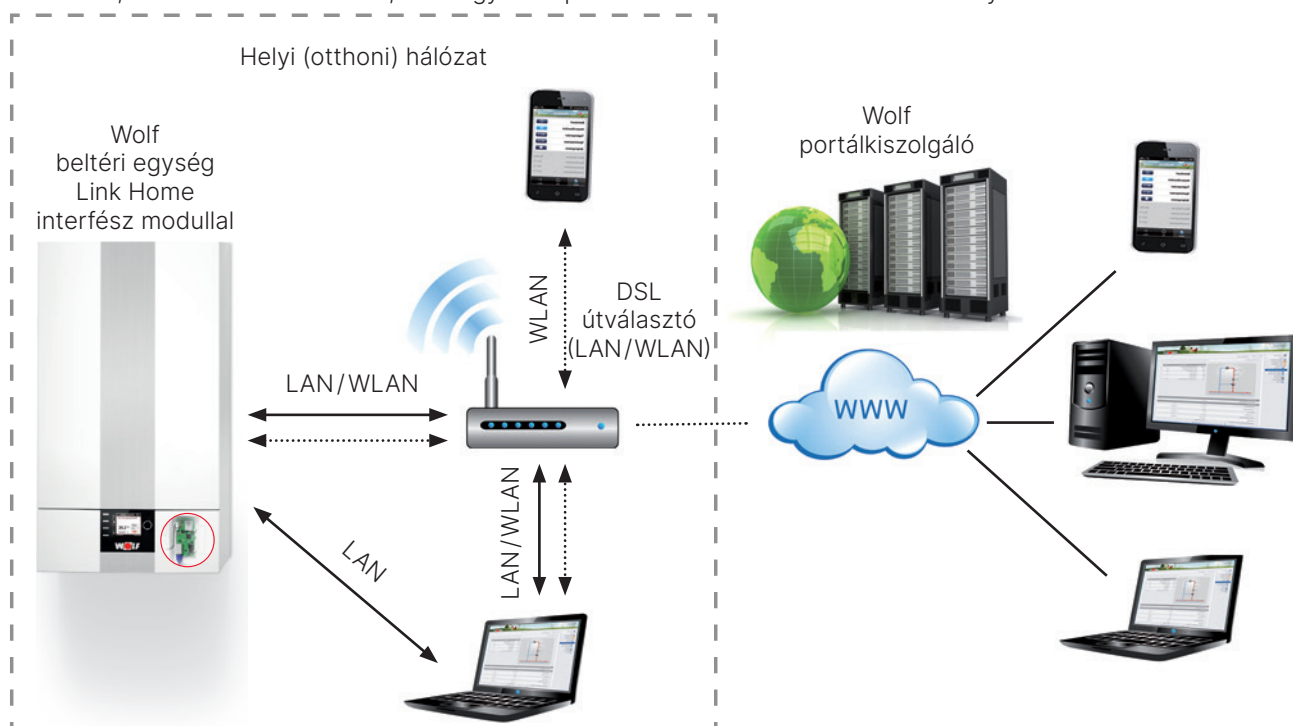 Helyi (otthoni) hálózat
Wolf
beltéri egység
Link Home
interfész modullal
Wolf
portálkiszolgáló
WLAN
DSL
útválasztó
(LAN/WLAN)
LAN/WLAN
WWW
LAN/WLAN
LAN
WOLF